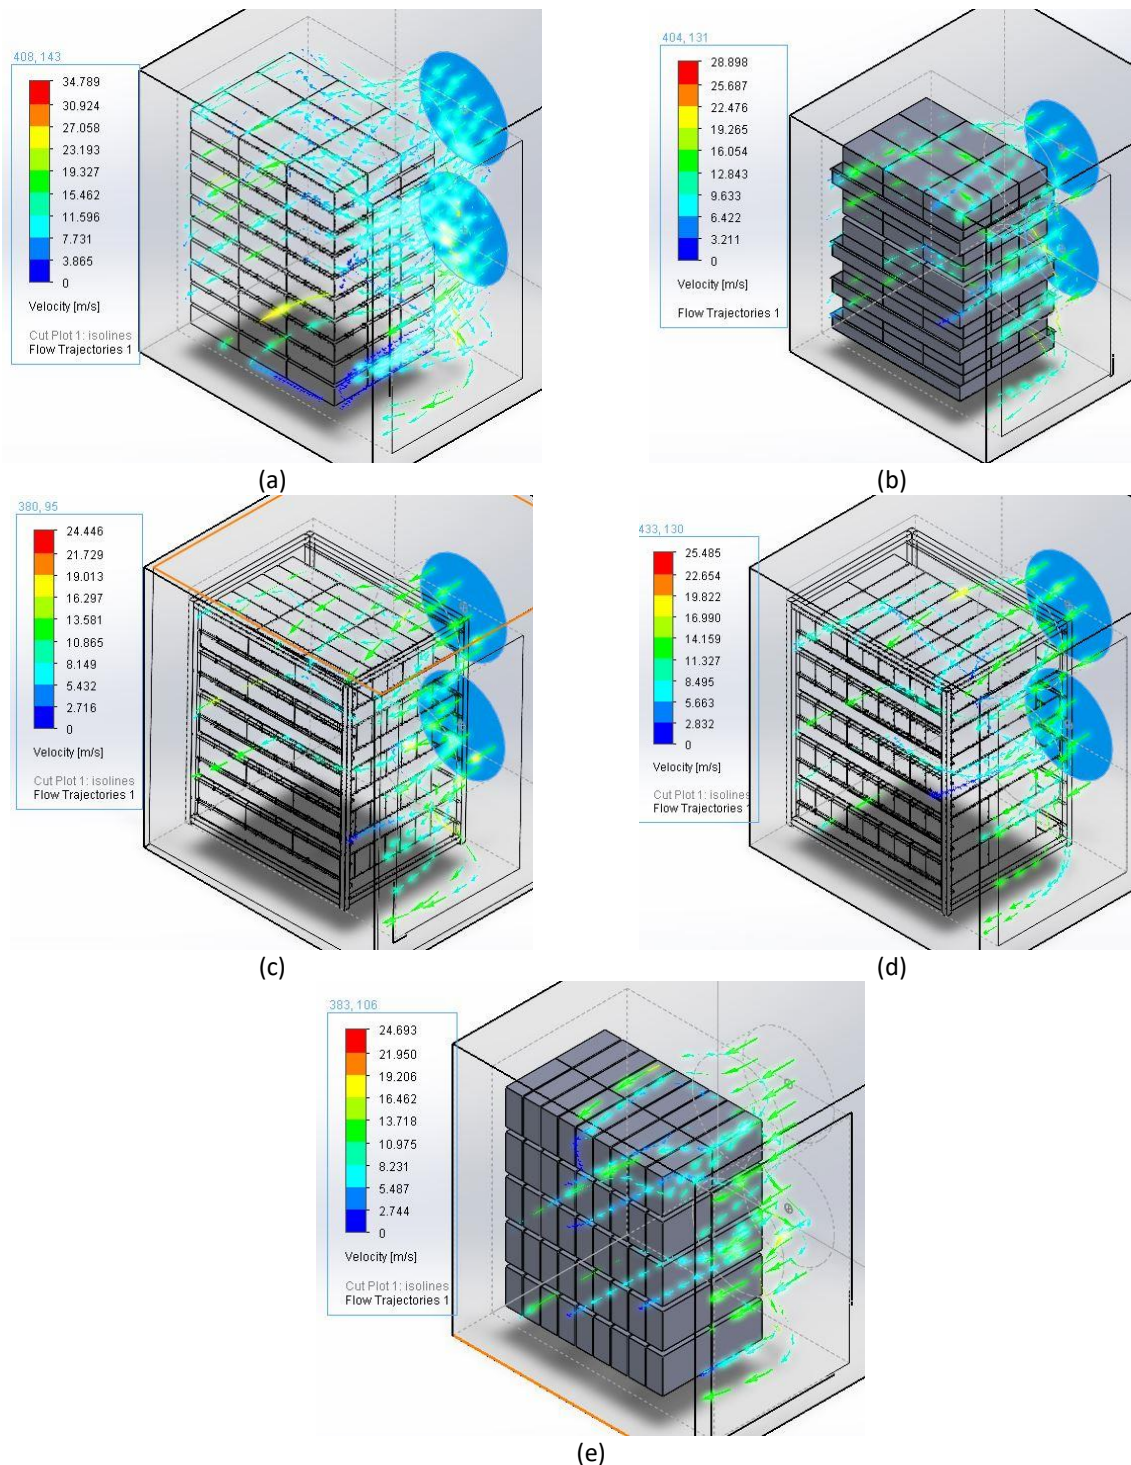 408, 143
34.789
30.924
27.058
23.193
19.327
15.462
11.596
7.731
3.865
0
Velocity [m/s]
Cut Plot 1: isolines
Flow Trajectories 1
(a)
404, 131
28.898
25.687
22.476
19.265
16.054
12.843
9.633
6.422
3.211
0
Velocity [m/s]
Flow Trajectories 1
(b)
380, 95
24.446
21.729
19.013
16.297
13.581
10.865
8.149
5.432
2.716
0
Velocity [m/s]
Cut Plot 1: isolines
Flow Trajectories 1
(c)
433, 130
25.485
22.654
19.822
16.990
14.159
11.327
8.495
5.663
2.832
0
Velocity [m/s]
Cut Plot 1: isolines
Flow Trajectories 1
(d)
383, 106
24.693
21.950
19.206
16.462
13.718
10.975
8.231
5.487
2.744
0
Velocity [m/s]
Cut Plot 1: isolines
Flow Trajectories 1
(e)